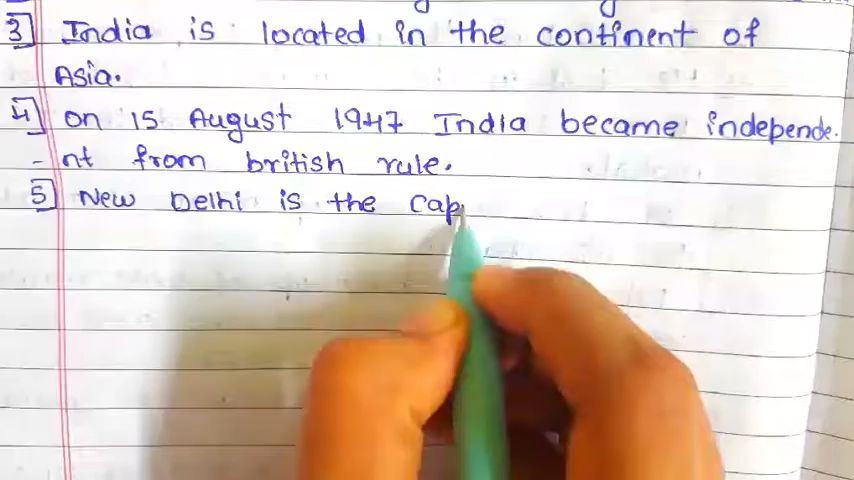 3] India is located in the continent of
Asia.
4] on 15 August 1947 India became independe.
- nt from british rule.
5] New Delhi is the cap